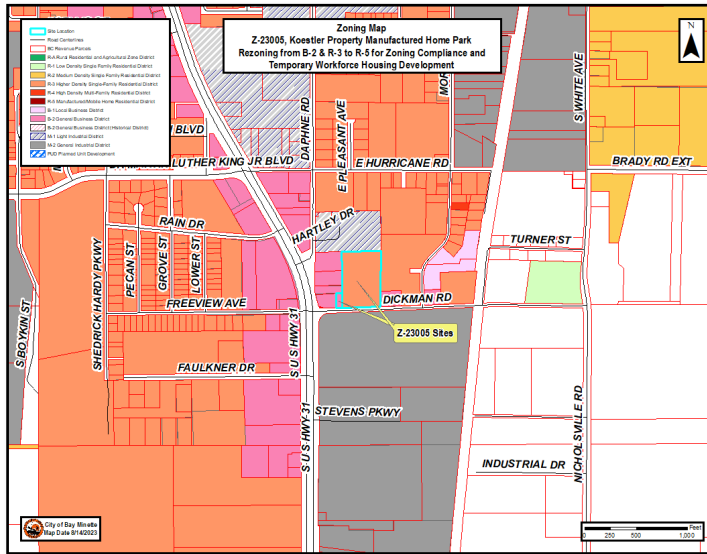 Zoning Map
Z-23005, Koestler Property Manufactured Home Park
Rezoning from B-2 & R-3 to R-5 for Zoning Compliance and
Temporary Workforce Housing Development
N
Site Location
Road Centerlines
BC Revenue Parcels
R-A Rural Residential and Agricultural Zone District
R-1 Low Density Single-Family Residential District
R-2 Medium Density Single-Family Residential District
R-3 Higher Density Single-Family Residential District
R-4 High Density Multi-Family Residential District
R-5 Manufactured/Mobile Home Residential District
B-1 Local Business District
B-2 General Business District
B-2 General Business District (Historical District)
M-1 Light Industrial District
M-2 General Industrial District
PUD Planned Unit Development
BLVD
LUTHER KING JR BLVD
DAPHNE RD
E PLEASANT AVE
MOR
S WHITE AVE
E HURRICANE RD
BRADY RD EXT
RAIN DR
HARTLEY DR
TURNER ST
S BOYKIN ST
SHEDRICK HARDY PKWY
PECAN ST
GROVE ST
LOWER ST
FREEVIEW AVE
DICKMAN RD
Z-23005 Sites
S U S HWY 31
FAULKNER DR
STEVENS PKWY
S U S HWY 31
NICHOLSVILLE RD
INDUSTRIAL DR
City of Bay Minette
Map Date 8/14/2023
Feet
0 250 500 1,000